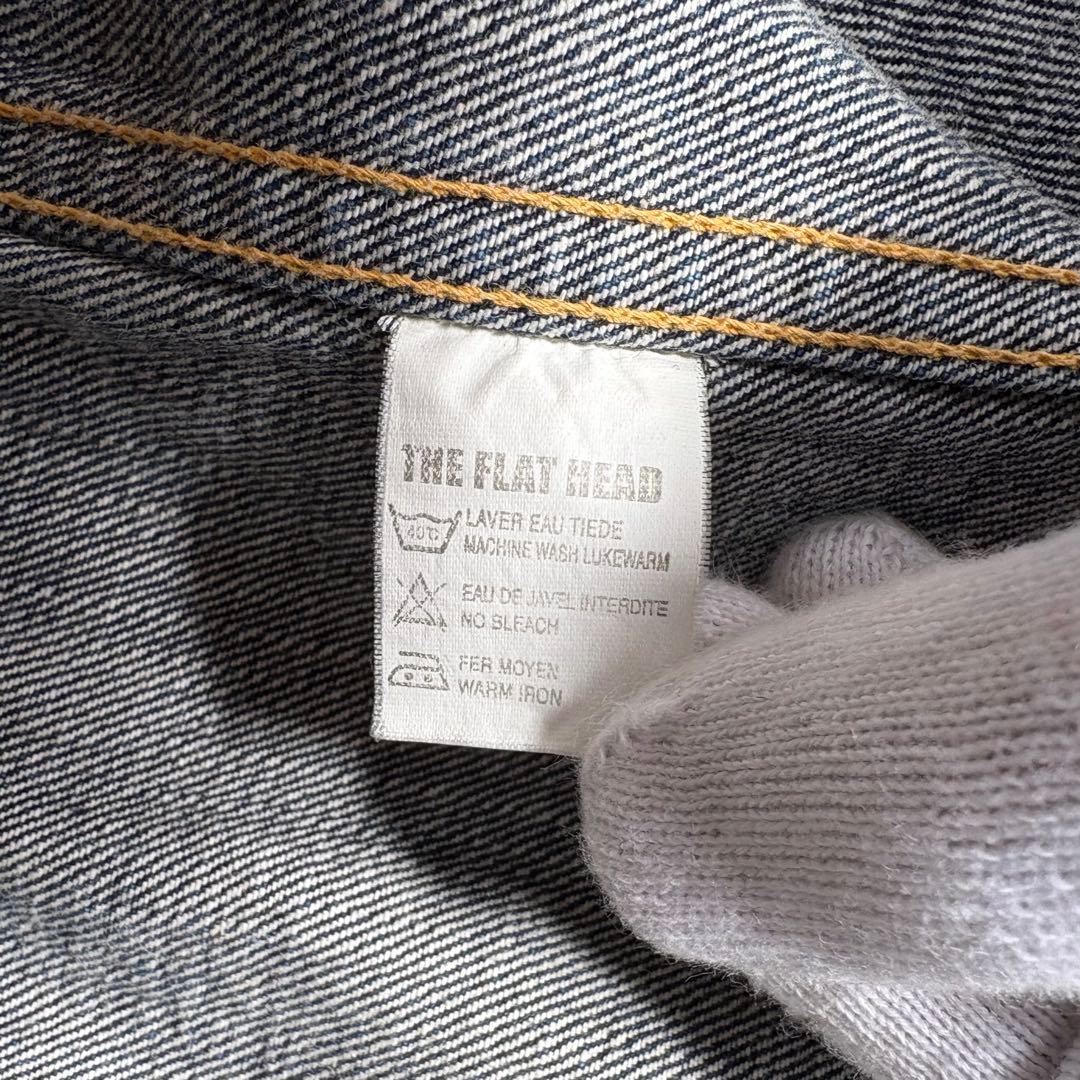 THE FLAT HEAD
40°C
LAVER EAU TIEDE
MACHINE WASH LUKEWARM
EAU DE JAVEL INTERDITE
NO BLEACH
FER MOYEN
WARM IRON